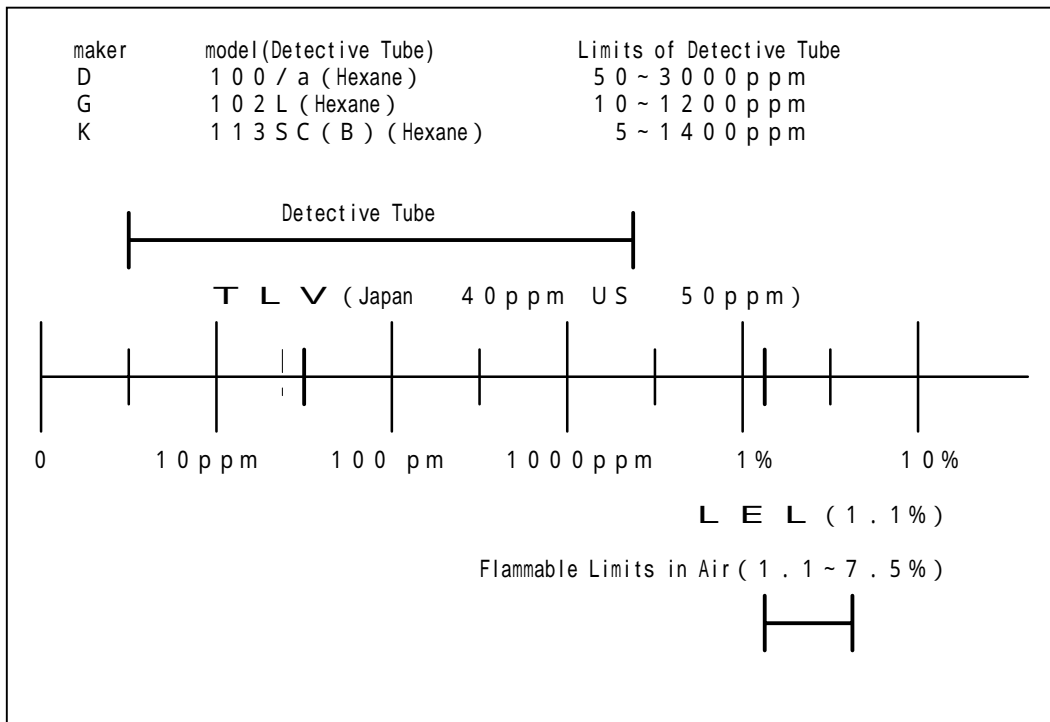 maker model(Detective Tube) Limits of Detective Tube
D 100/a(Hexane) 50~3000ppm
G 102L(Hexane) 10~1200ppm
K 113SC(B)(Hexane) 5~1400ppm
Detective Tube
TLV(Japan 40ppm US 50ppm)
0 10ppm 100 pm 1000ppm 1% 10%
LEL(1.1%)
Flammable Limits in Air(1.1~7.5%)